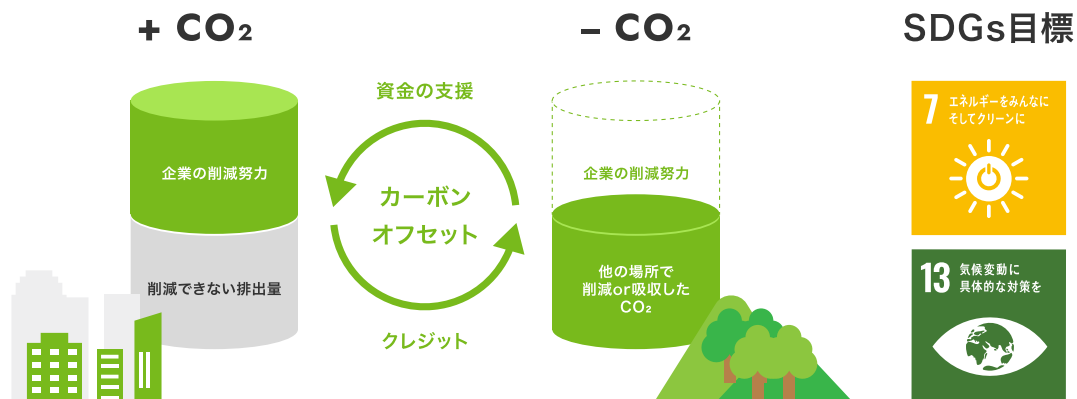 + CO₂
– CO₂
SDGs目標
資金の支援
企業の削減努力
削減できない排出量
カーボン
オフセット
クレジット
企業の削減努力
他の場所で
削減or吸収した
CO₂
7 エネルギーをみんなに
そしてクリーンに
13 気候変動に
具体的な対策を